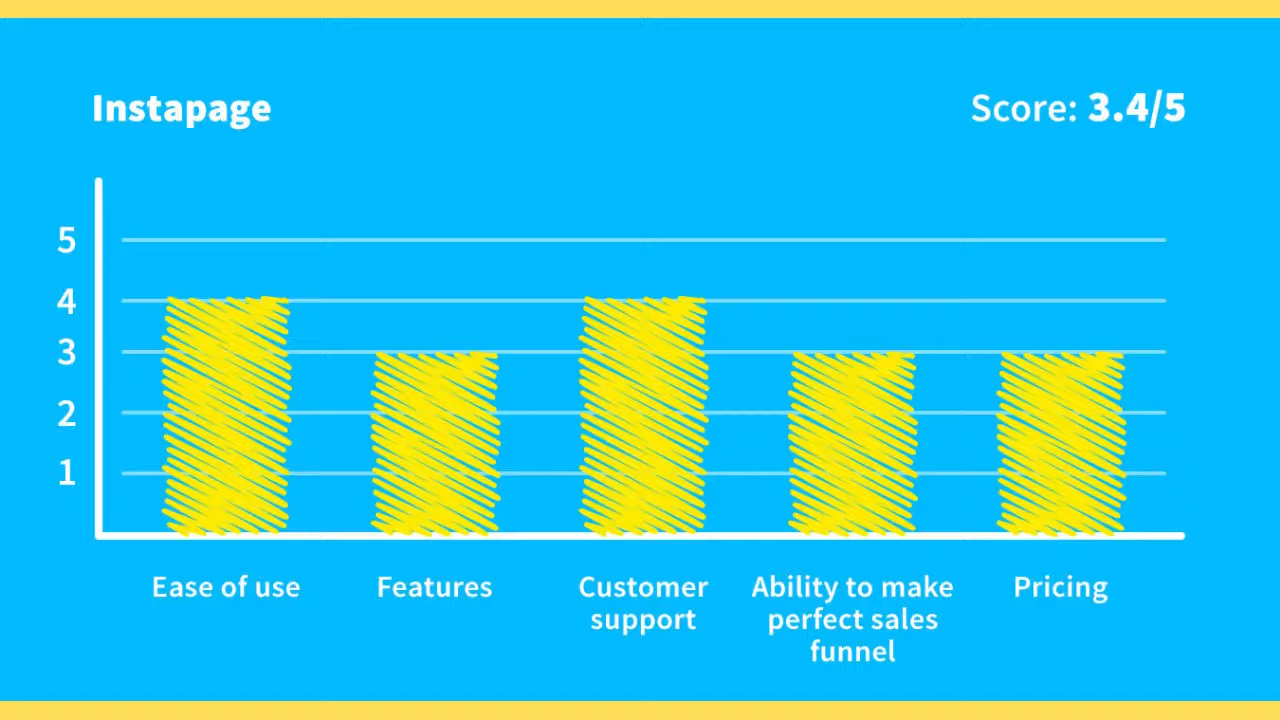 Instapage
Score: 3.4/5
5
4
3
2
1
Ease of use
Features
Customer
support
Ability to make
perfect sales
funnel
Pricing